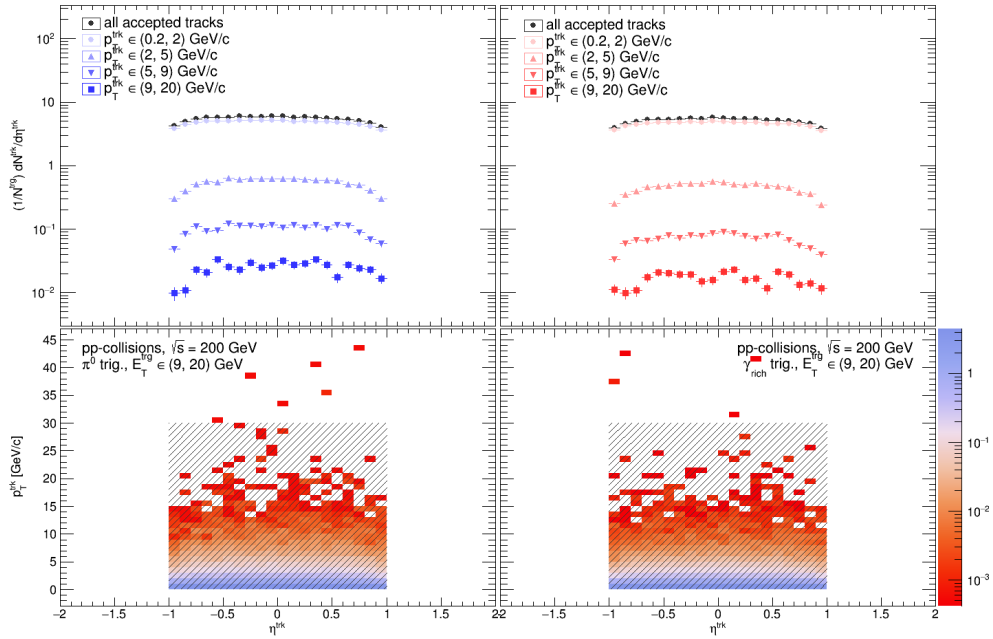 all accepted tracks
p_T^trk ∈ (0.2, 2) GeV/c
p_T^trk ∈ (2, 5) GeV/c
p_T^trk ∈ (5, 9) GeV/c
p_T^trk ∈ (9, 20) GeV/c
(1/N^trg) dN^trk/dη^trk
10²
10
1
10⁻¹
10⁻²
all accepted tracks
p_T^trk ∈ (0.2, 2) GeV/c
p_T^trk ∈ (2, 5) GeV/c
p_T^trk ∈ (5, 9) GeV/c
p_T^trk ∈ (9, 20) GeV/c
−2 −1.5 −1 −0.5 0 0.5 1 1.5 2
−2 −1.5 −1 −0.5 0 0.5 1 1.5 2
pp-collisions, √s = 200 GeV
π⁰ trig., E_T^trg ∈ (9, 20) GeV
p_T^trk [GeV/c]
45
40
35
30
25
20
15
10
5
0
η^trk
pp-collisions, √s = 200 GeV
γ_rich trig., E_T^trg ∈ (9, 20) GeV
η^trk
1
10⁻¹
10⁻²
10⁻³